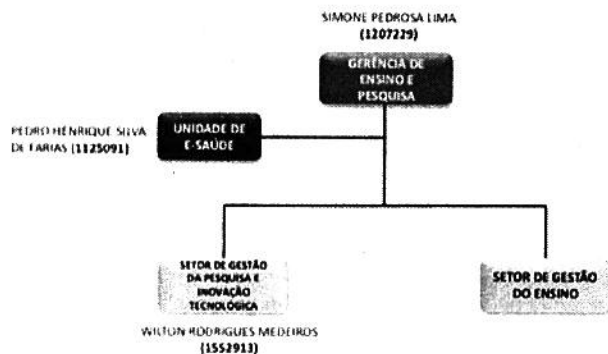 SIMONE PEDROSA LIMA
(1207229)
GERÊNCIA DE
ENSINO E
PESQUISA
PEDRO HENRIQUE SILVA
DE FARIAS (1125091)
UNIDADE DE
E-SAÚDE
SETOR DE GESTÃO
DA PESQUISA E
INOVAÇÃO
TECNOLÓGICA
SETOR DE GESTÃO
DO ENSINO
WILTON RODRIGUES MEDEIROS
(1552913)